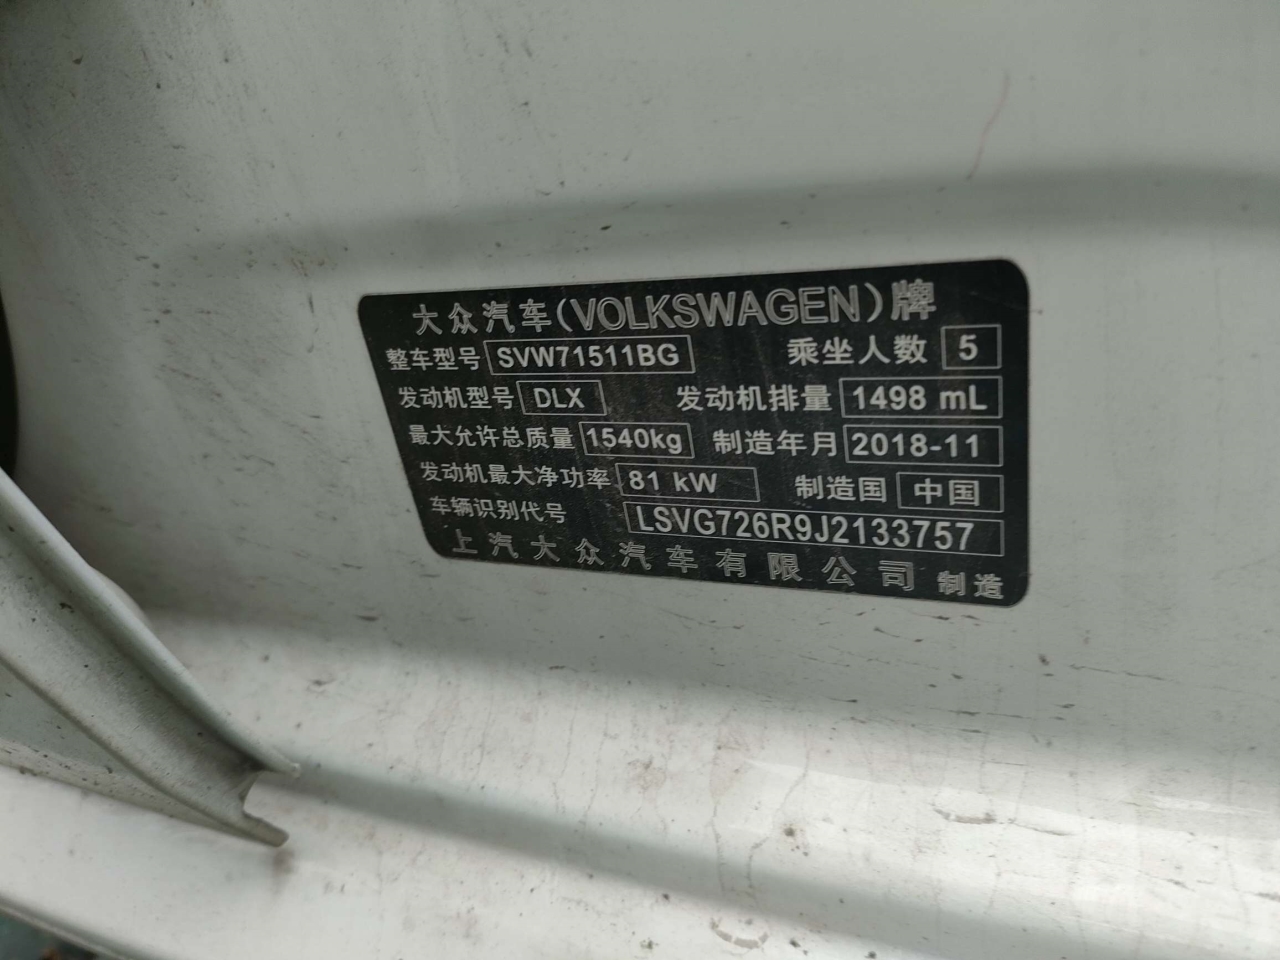 大众汽车(VOLKSWAGEN)牌
整车型号 SVW71511BG 乘坐人数 5
发动机型号 DLX 发动机排量 1498 mL
最大允许总质量 1540kg 制造年月 2018-11
发动机最大净功率 81 kW 制造国 中国
车辆识别代号 LSVG726R9J2133757
上汽大众汽车有限公司 制造